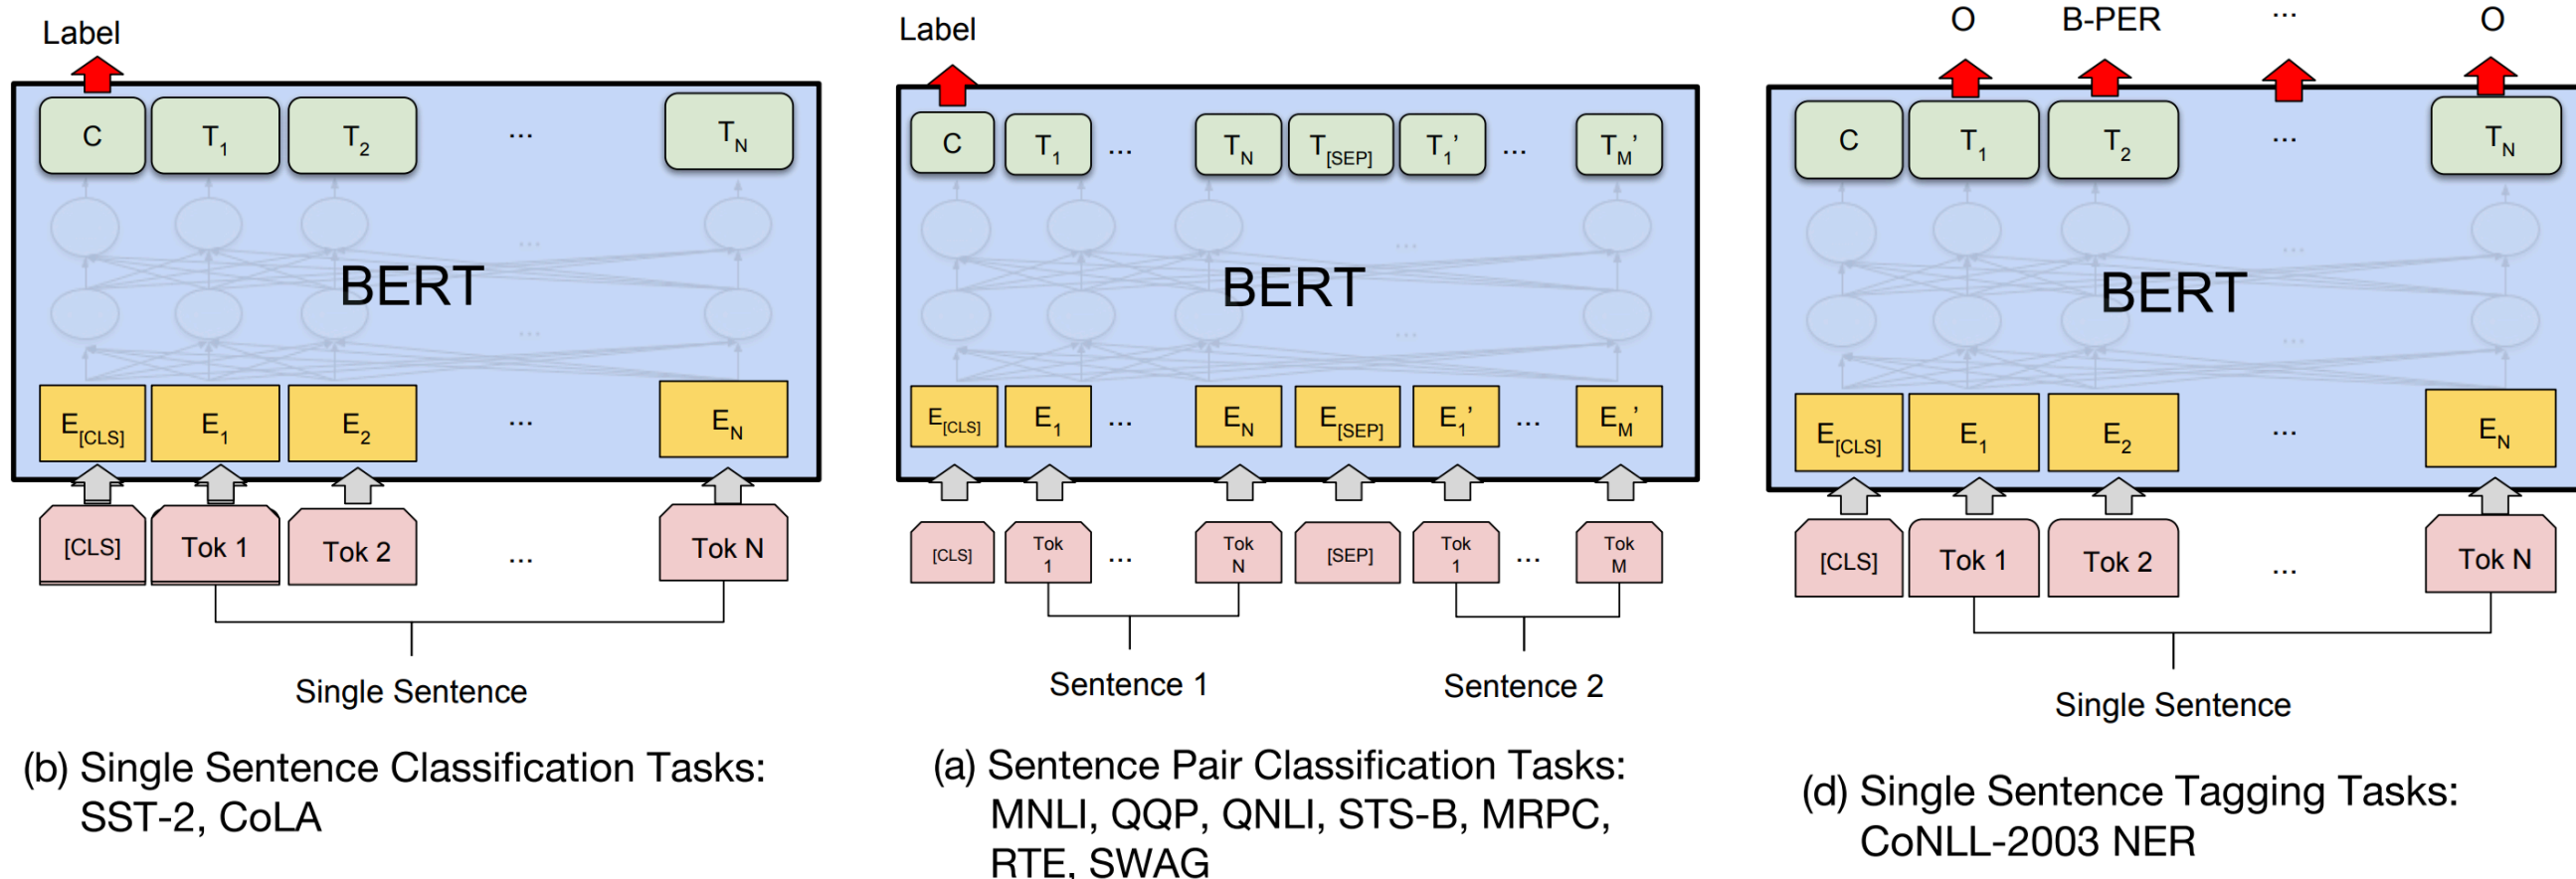 Label
C T1 T2 ... TN
...
BERT
...
E[CLS] E1 E2 ... EN
[CLS] Tok 1 Tok 2 ... Tok N
Single Sentence
(b) Single Sentence Classification Tasks:
SST-2, CoLA
Label
C T1 ... TN T[SEP] T1’ ... TM’
...
BERT
...
E[CLS] E1 ... EN E[SEP] E1’ ... EM’
[CLS] Tok 1 ... Tok N [SEP] Tok 1 ... Tok M
Sentence 1 Sentence 2
(a) Sentence Pair Classification Tasks:
MNLI, QQP, QNLI, STS-B, MRPC,
RTE, SWAG
O B-PER ... O
C T1 T2 ... TN
...
BERT
...
E[CLS] E1 E2 ... EN
[CLS] Tok 1 Tok 2 ... Tok N
Single Sentence
(d) Single Sentence Tagging Tasks:
CoNLL-2003 NER